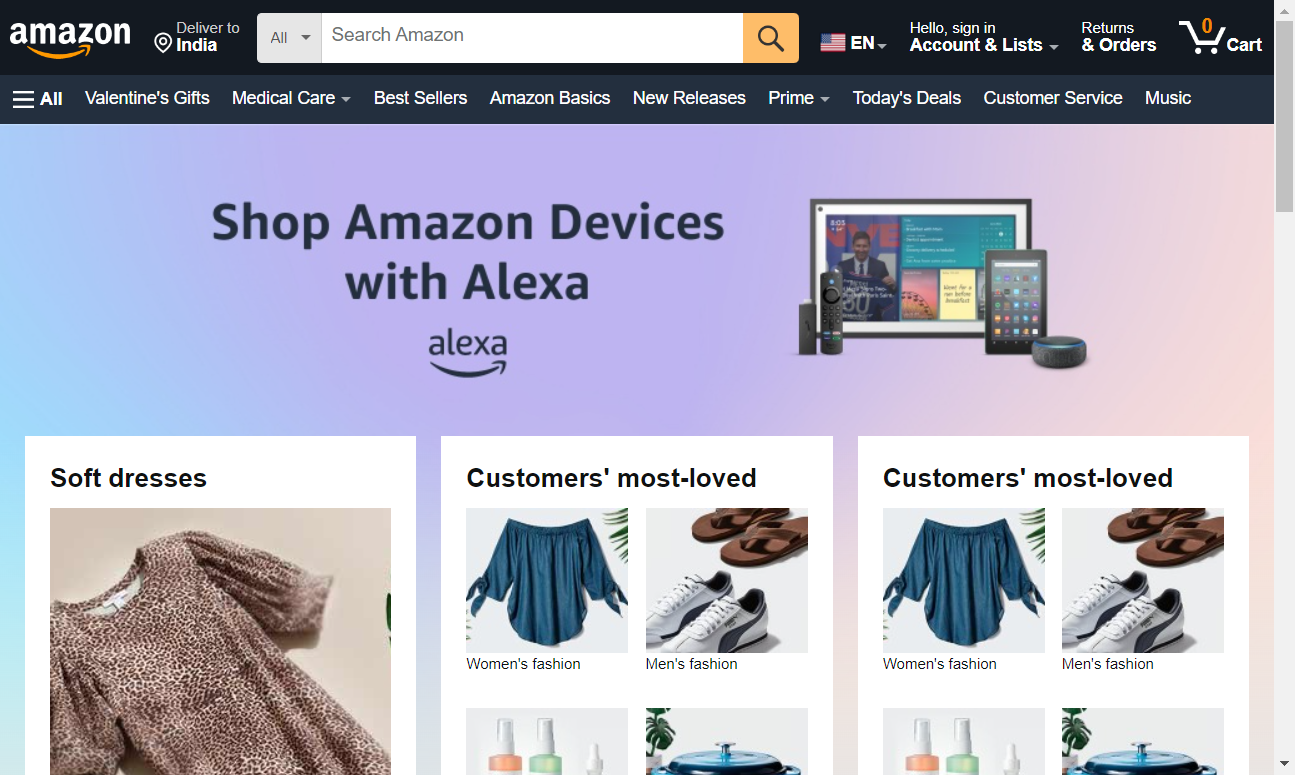 amazon
Deliver to
India
All
Search Amazon
EN
Hello, sign in
Account & Lists
Returns
& Orders
0
Cart
All
Valentine's Gifts
Medical Care
Best Sellers
Amazon Basics
New Releases
Prime
Today's Deals
Customer Service
Music
Shop Amazon Devices
with Alexa
alexa
8:05
Soft dresses
Customers' most-loved
Women's fashion
Men's fashion
Customers' most-loved
Women's fashion
Men's fashion